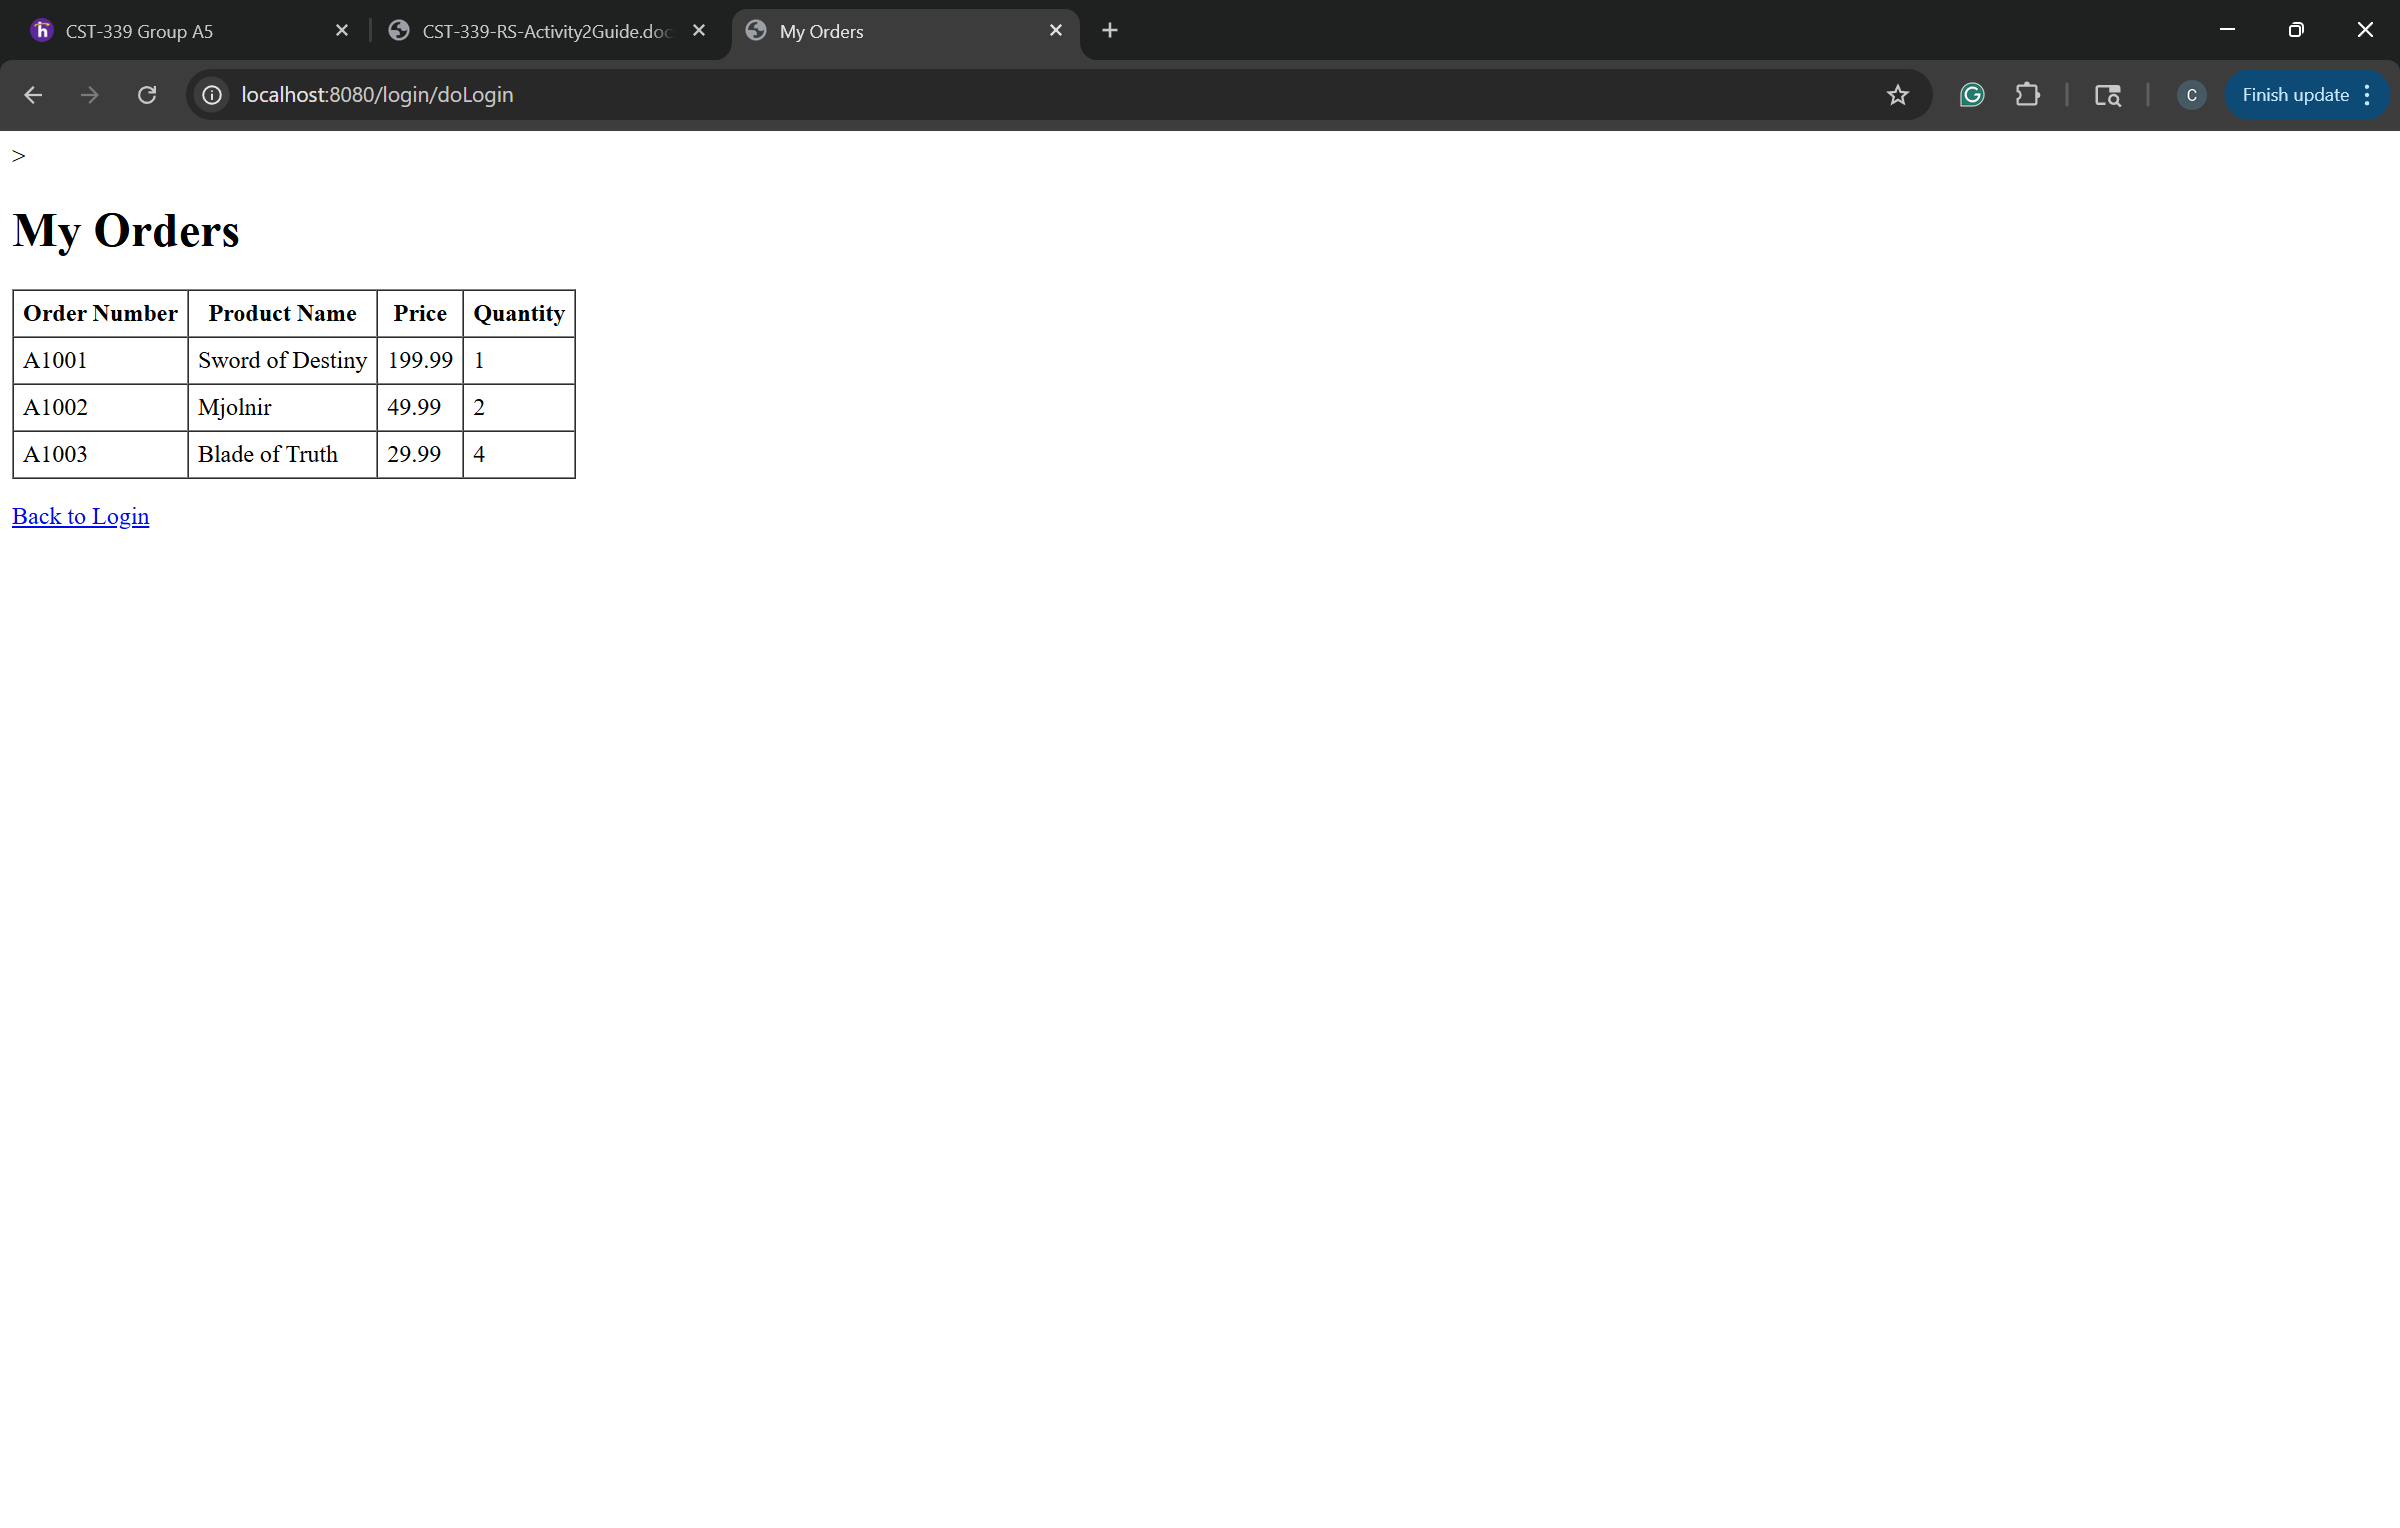 CST-339 Group A5
CST-339-RS-Activity2Guide.doc
My Orders
localhost:8080/login/doLogin
C
Finish update
>
My Orders
Order Number Product Name Price Quantity
A1001 Sword of Destiny 199.99 1
A1002 Mjolnir 49.99 2
A1003 Blade of Truth 29.99 4
Back to Login